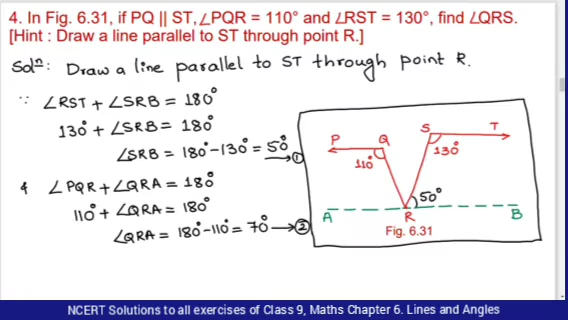 4. In Fig. 6.31, if PQ || ST, ∠PQR = 110° and ∠RST = 130°, find ∠QRS.
[Hint : Draw a line parallel to ST through point R.]
Solⁿ: Draw a line parallel to ST through point R.
∵ ∠RST + ∠SRB = 180°
130° + ∠SRB = 180°
∠SRB = 180° - 130° = 50° → ①
& ∠PQR + ∠QRA = 180°
110° + ∠QRA = 180°
∠QRA = 180° - 110° = 70° → ②
P Q S T
110° 130°
50°
A R B
Fig. 6.31
NCERT Solutions to all exercises of Class 9, Maths Chapter 6. Lines and Angles